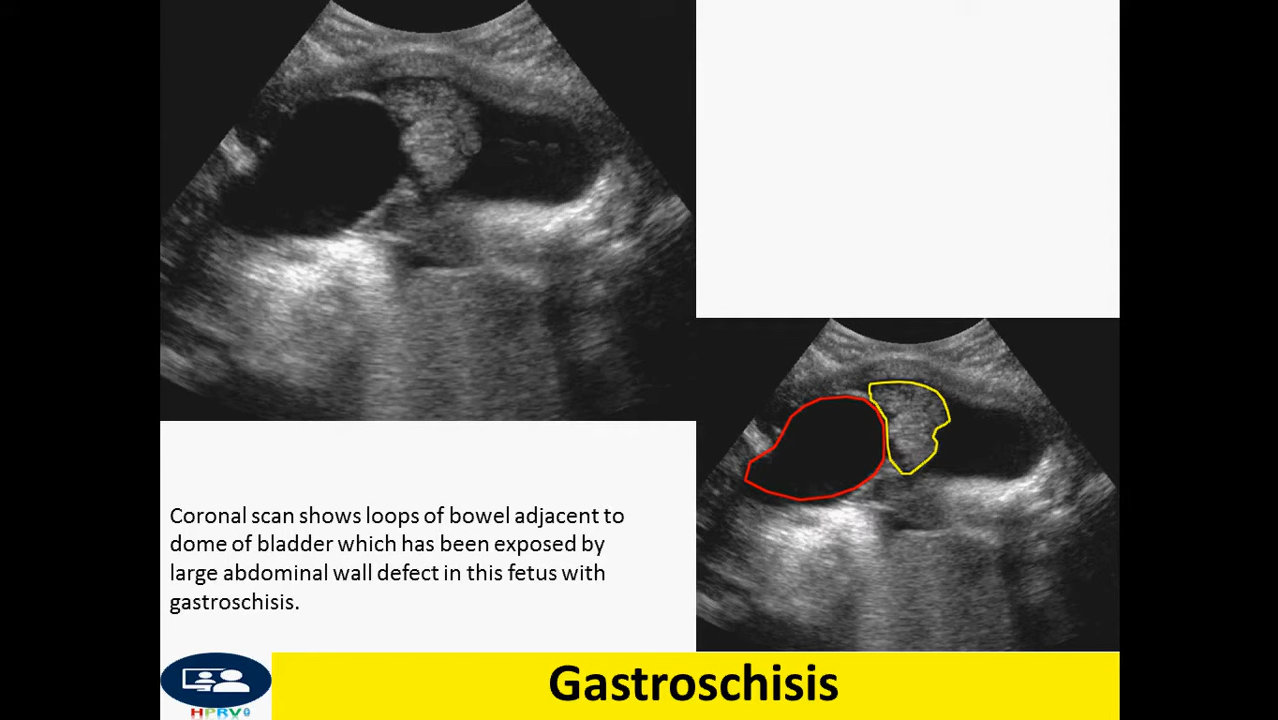 Coronal scan shows loops of bowel adjacent to
dome of bladder which has been exposed by
large abdominal wall defect in this fetus with
gastroschisis.
HPRV
Gastroschisis